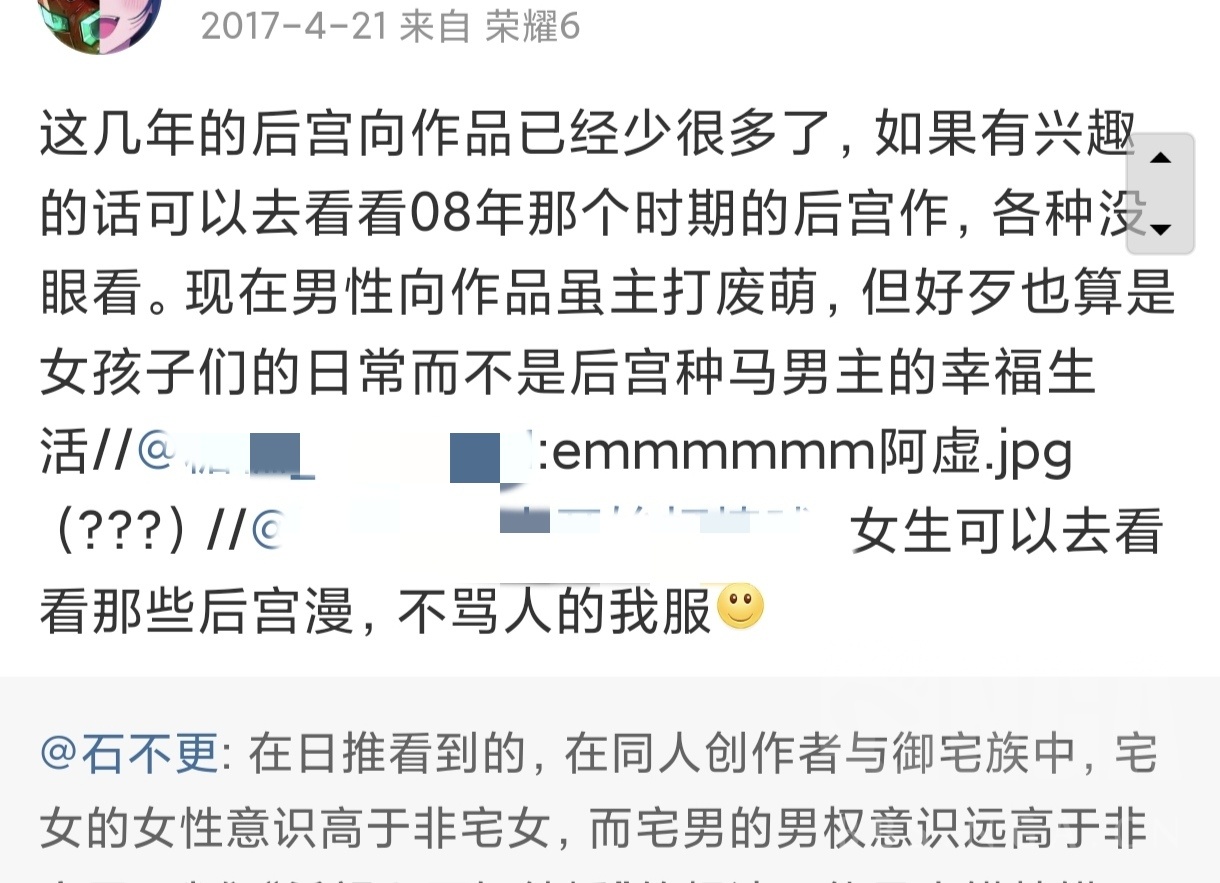 2017-4-21 来自 荣耀6
这几年的后宫向作品已经少很多了，如果有兴趣
的话可以去看看08年那个时期的后宫作，各种没
眼看。现在男性向作品虽主打废萌，但好歹也算是
女孩子们的日常而不是后宫种马男主的幸福生
活//@ :emmmmmm阿虚.jpg
（???）//@ 女生可以去看
看那些后宫漫，不骂人的我服
@石不更: 在日推看到的，在同人创作者与御宅族中，宅
女的女性意识高于非宅女，而宅男的男权意识远高于非